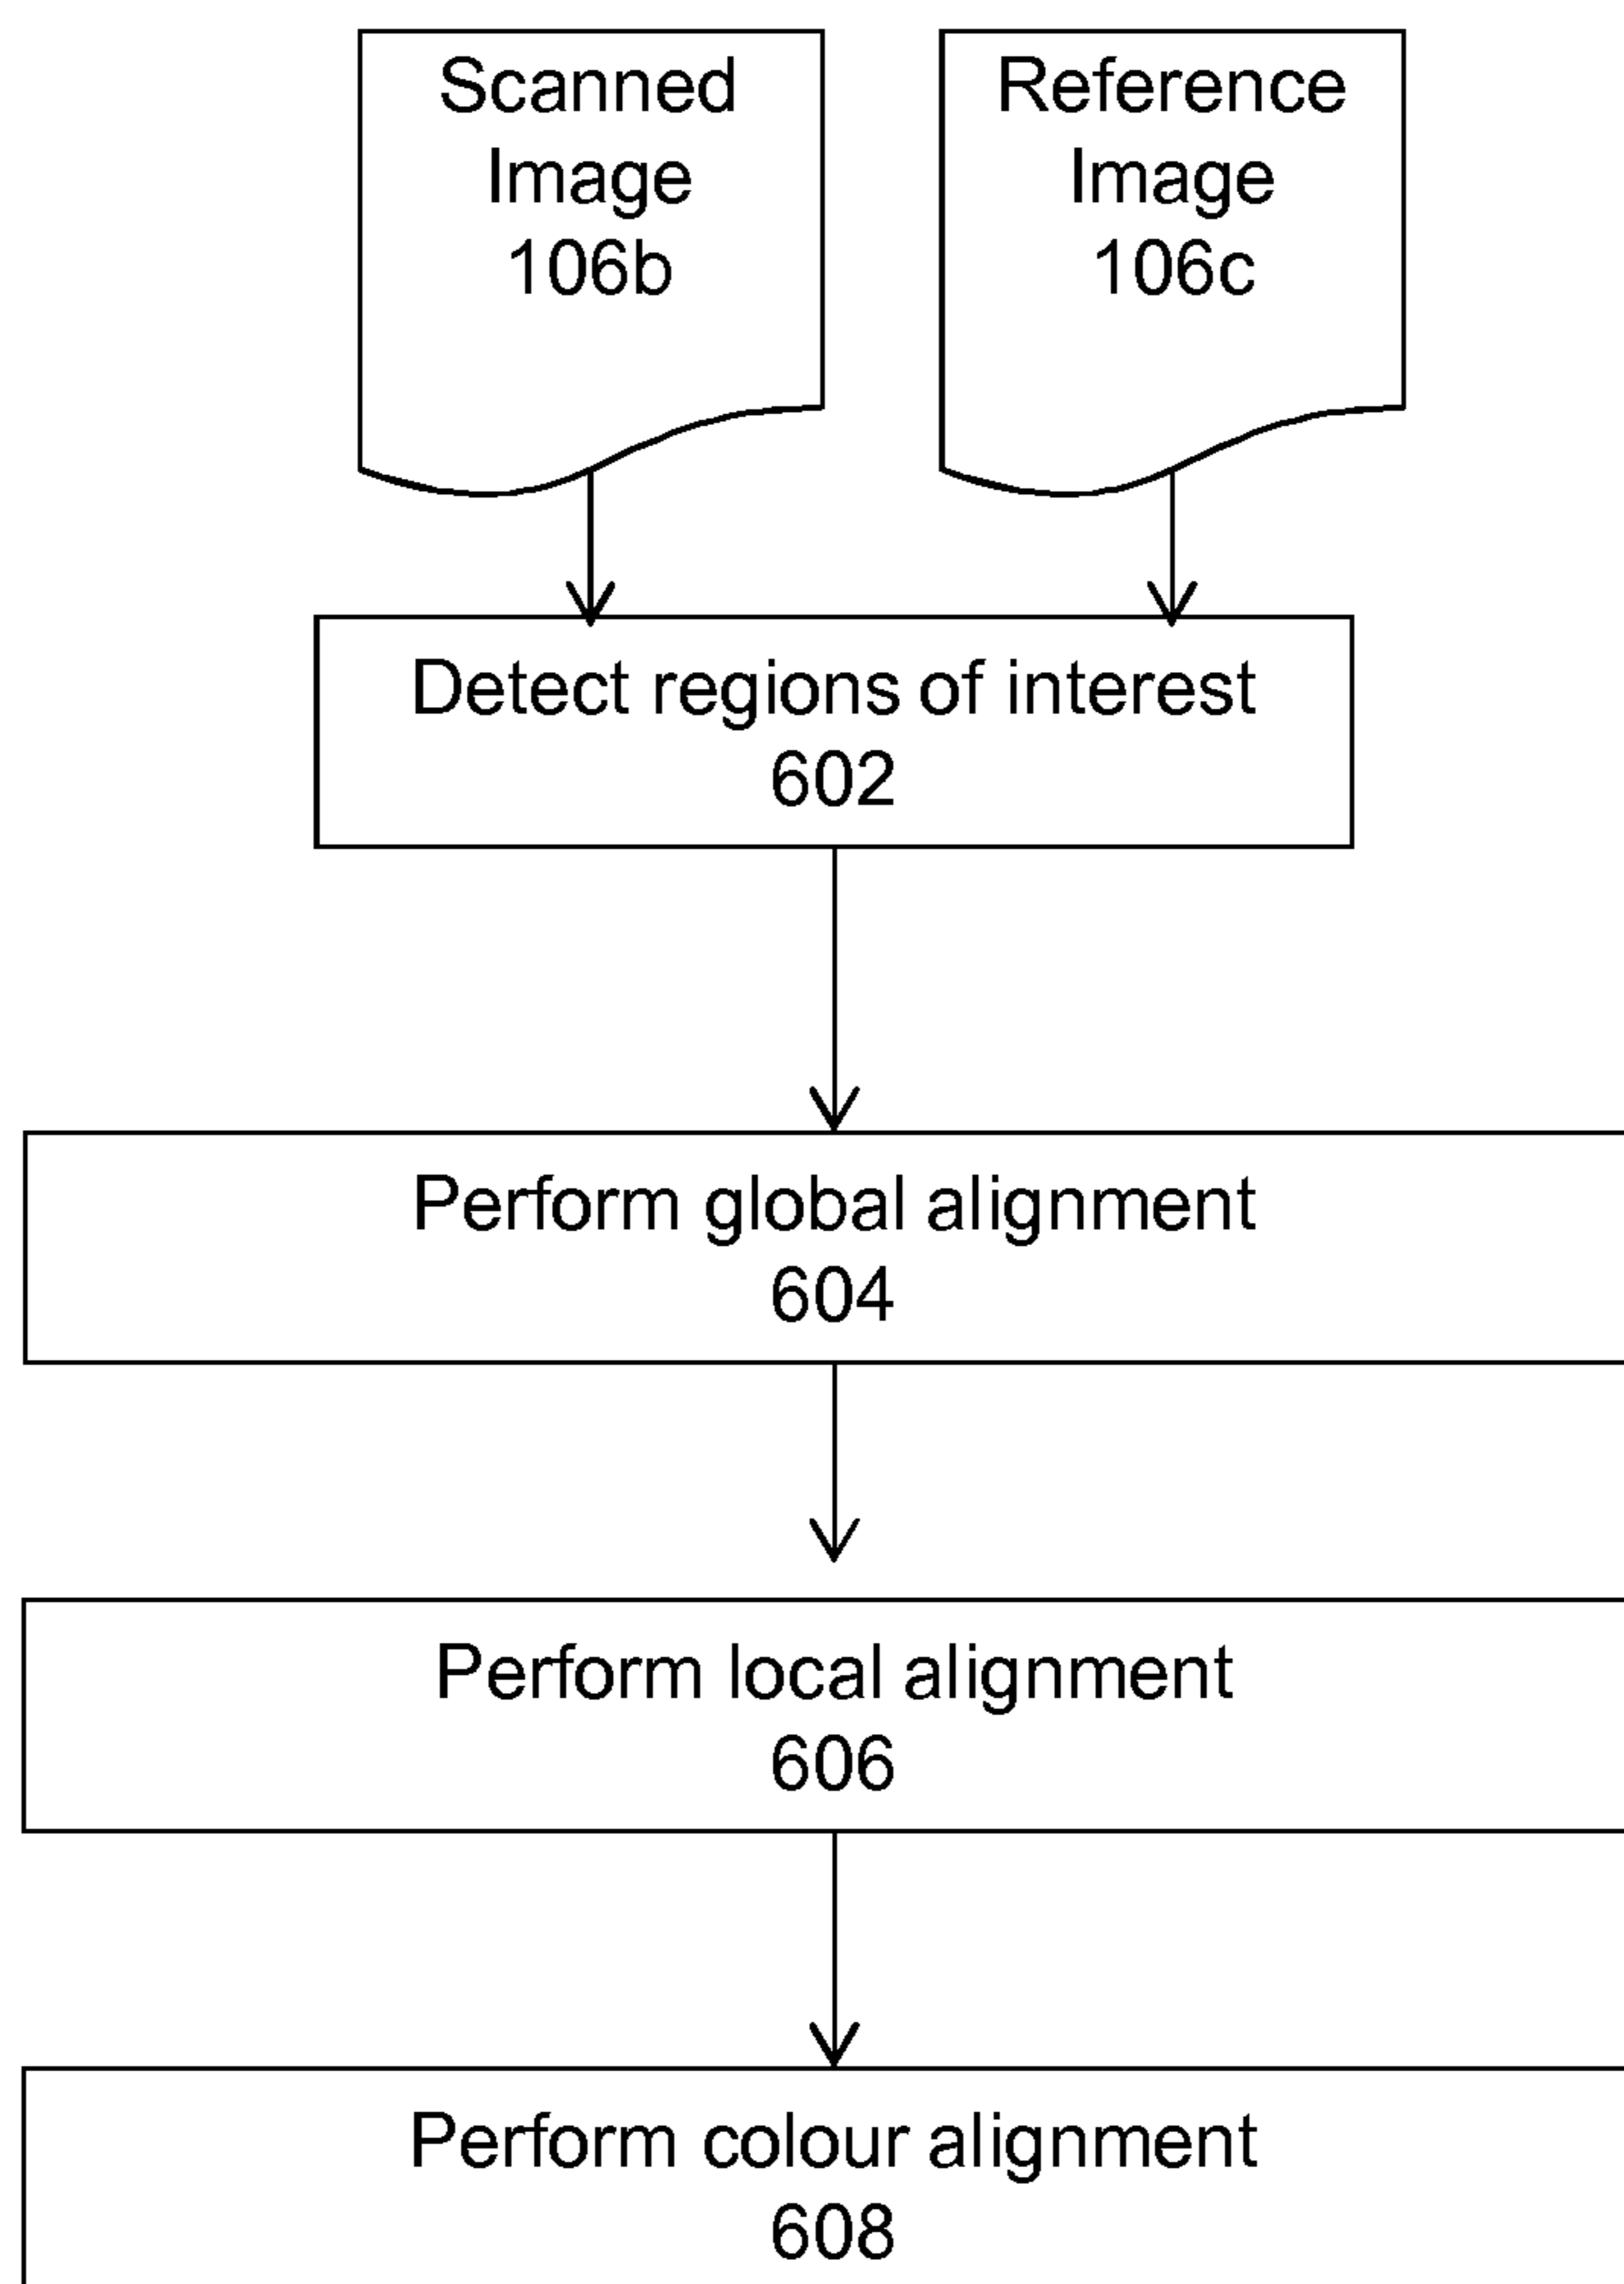 Scanned
Image
106b
Reference
Image
106c
Detect regions of interest
602
Perform global alignment
604
Perform local alignment
606
Perform colour alignment
608